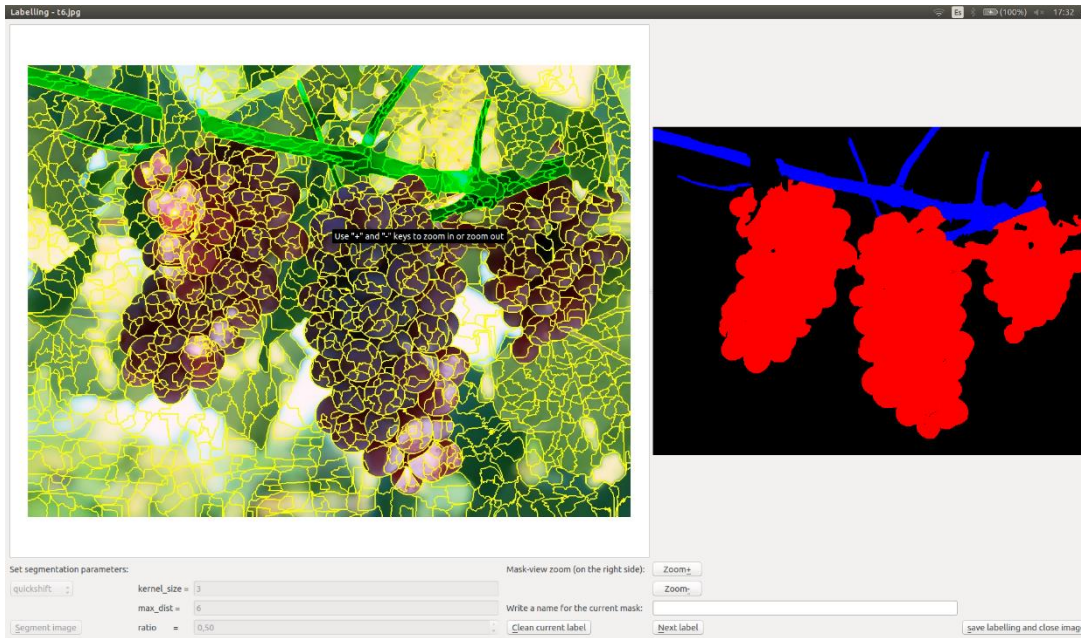 Labelling - t6.jpg
Es (100%) 17:32
Use "+" and "-" keys to zoom in or zoom out
Set segmentation parameters:
Mask-view zoom (on the right side): Zoom+
quickshift kernel_size = 3 Zoom-
max_dist = 6 Write a name for the current mask:
Segment image ratio = 0,50 Clean current label Next label save labelling and close imag